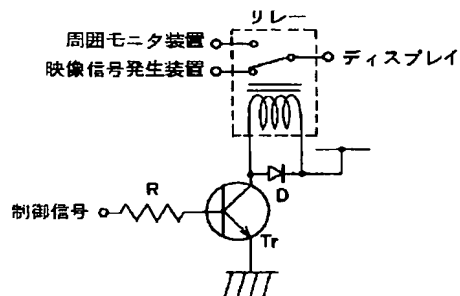 リレー
周囲モニタ装置
映像信号発生装置
ディスプレイ
D
R
制御信号
Tr